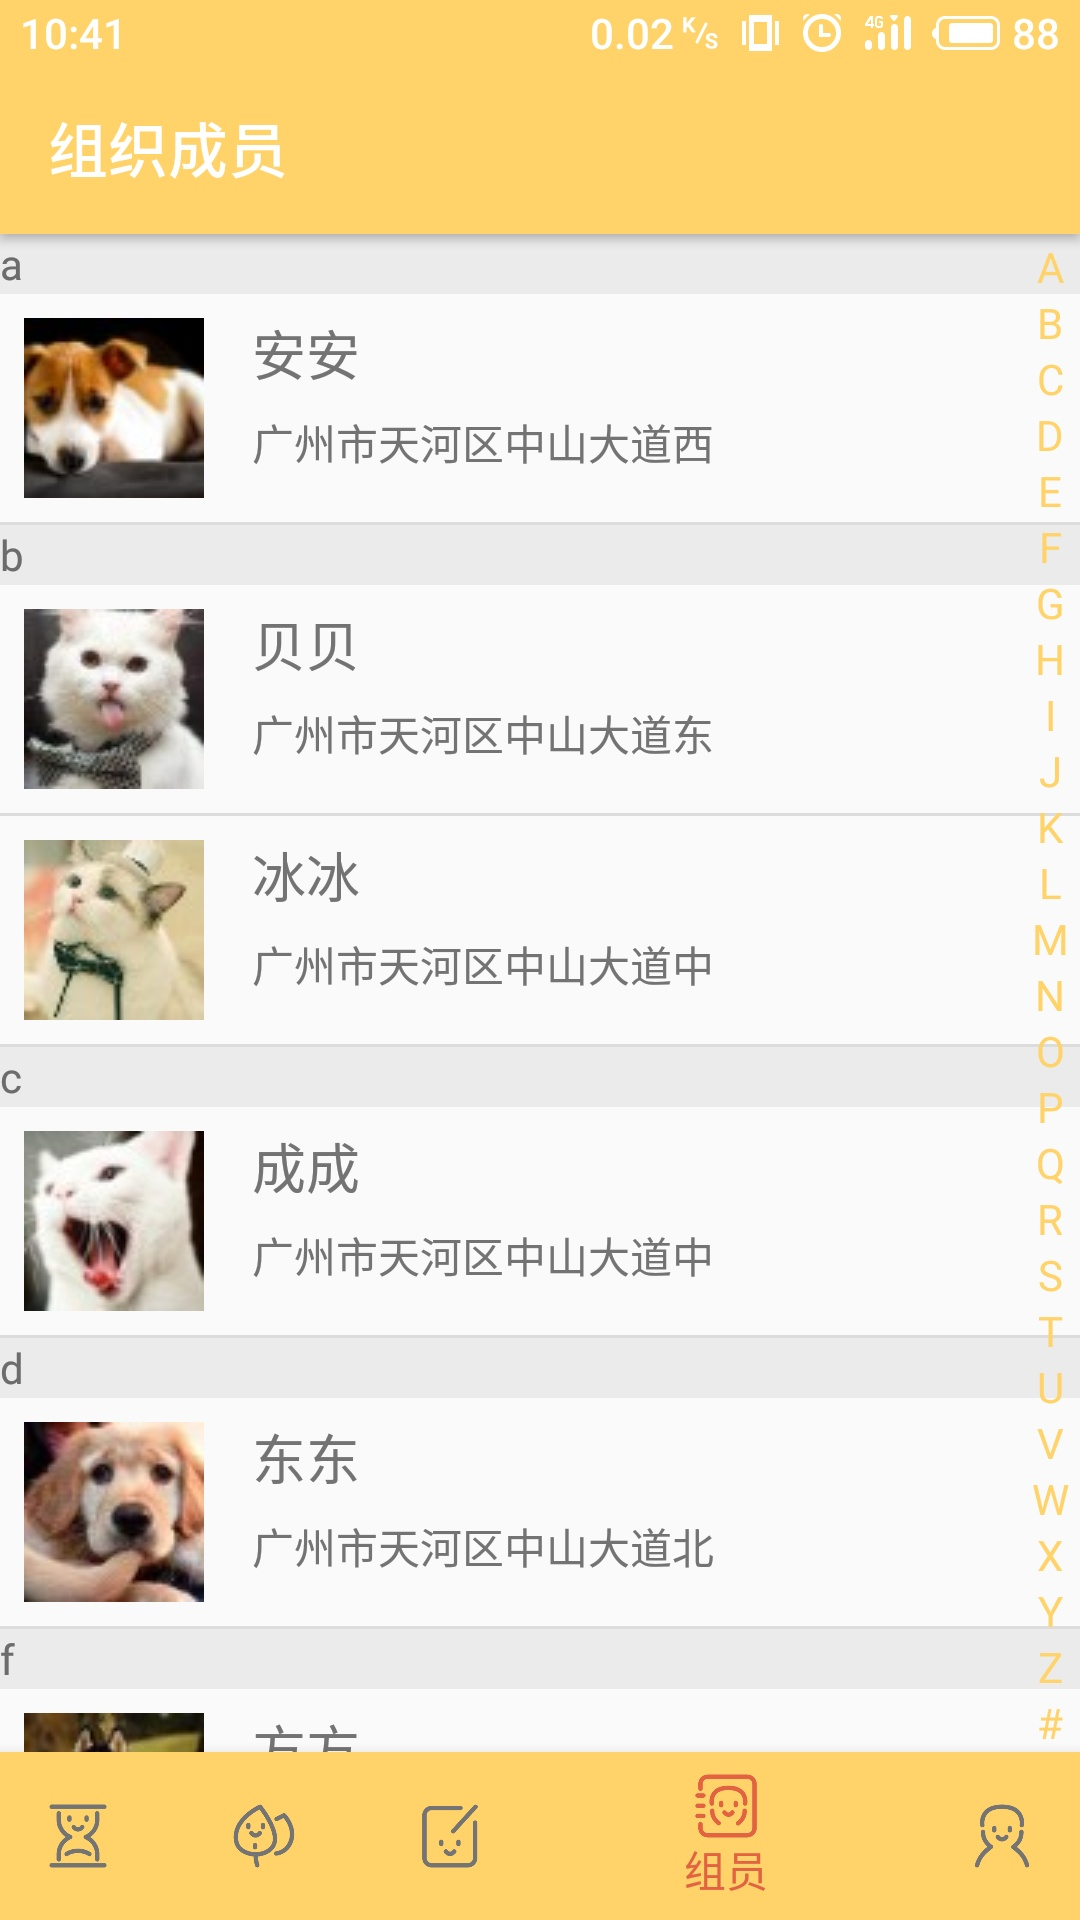 10:41
0.02 K/s
4G
88
组织成员
a
安安
广州市天河区中山大道西
b
贝贝
广州市天河区中山大道东
冰冰
广州市天河区中山大道中
c
成成
广州市天河区中山大道中
d
东东
广州市天河区中山大道北
f
方方
A
B
C
D
E
F
G
H
I
J
K
L
M
N
O
P
Q
R
S
T
U
V
W
X
Y
Z
#
组员